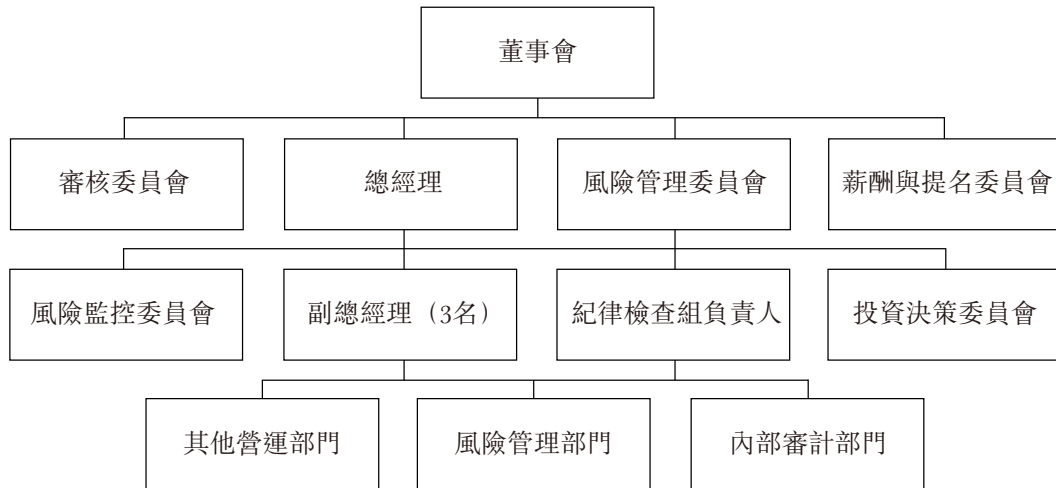 董事會
審核委員會
總經理
風險管理委員會
薪酬與提名委員會
風險監控委員會
副總經理（3名）
紀律檢查組負責人
投資決策委員會
其他營運部門
風險管理部門
內部審計部門